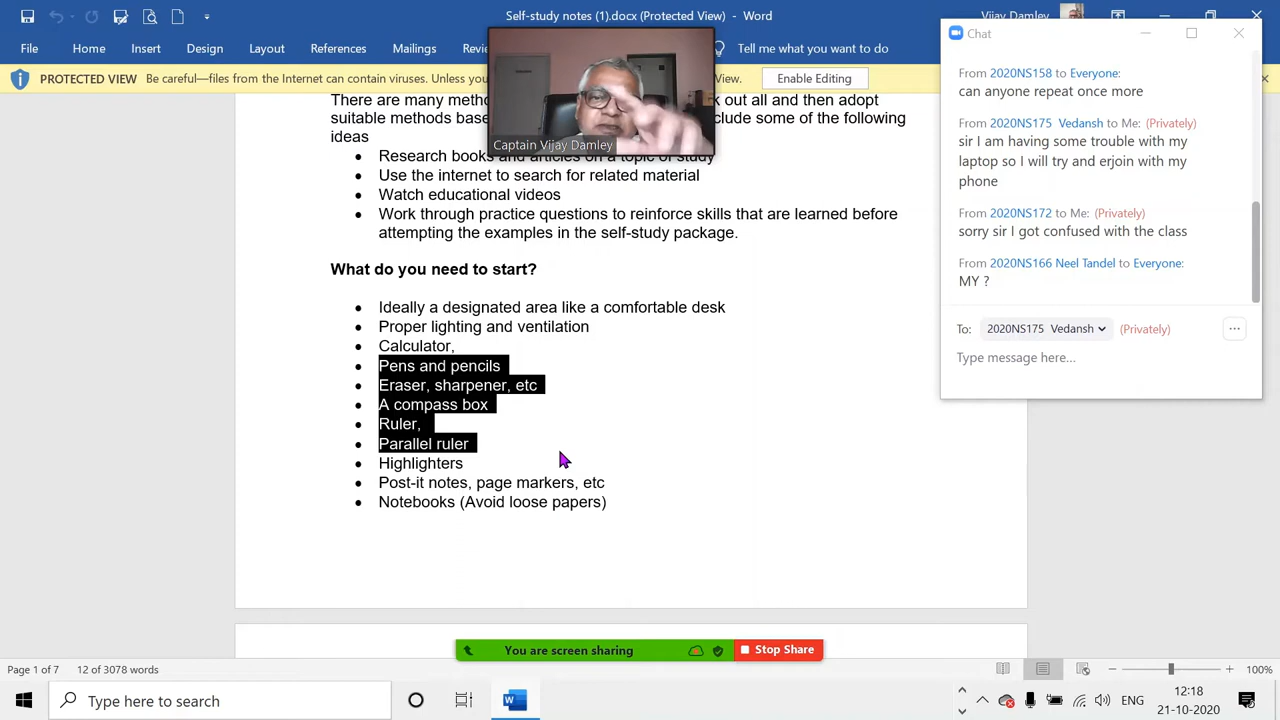 Self-study notes (1).docx [Protected View] - Word
File
Home
Insert
Design
Layout
References
Mailings
Tell me what you want to do
PROTECTED VIEW Be careful—files from the Internet can contain viruses. Unless
View.
Enable Editing
There are many
k out all and then adopt
suitable methods
clude some of the following
ideas
• Research books and articles on a topic of study
• Use the internet to search for related material
• Watch educational videos
• Work through practice questions to reinforce skills that are learned before
attempting the examples in the self-study package.
What do you need to start?
• Ideally a designated area like a comfortable desk
• Proper lighting and ventilation
• Calculator,
• Pens and pencils
• Eraser, sharpener, etc
• A compass box
• Ruler,
• Parallel ruler
• Highlighters
• Post-it notes, page markers, etc
• Notebooks (Avoid loose papers)
Captain Vijay Damley
Chat
From 2020NS158 to Everyone:
can anyone repeat once more
From 2020NS175 Vedansh to Me: (Privately)
sir I am having some trouble with my
laptop so I will try and erjoin with my
phone
From 2020NS172 to Me: (Privately)
sorry sir I got confused with the class
From 2020NS166 Neel Tandel to Everyone:
MY ?
To: 2020NS175 Vedansh (Privately)
Type message here...
You are screen sharing
Stop Share
Page 1 of 7 12 of 3078 words
100%
Type here to search
ENG
12:18
21-10-2020